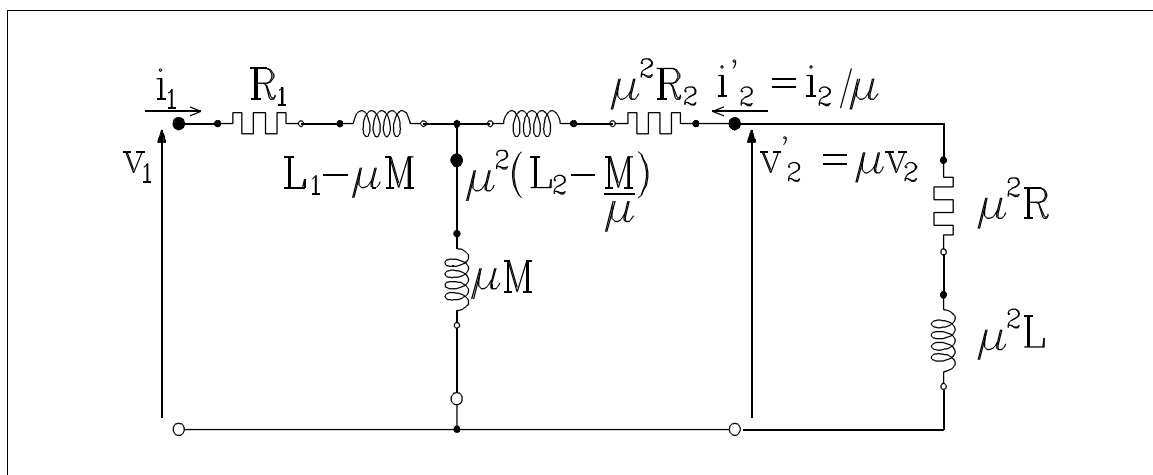 i₁
R₁
μ²R₂
i'₂ = i₂/μ
v₁
L₁−μM
μ²(L₂−M/μ)
v'₂ = μv₂
μ²R
μM
μ²L